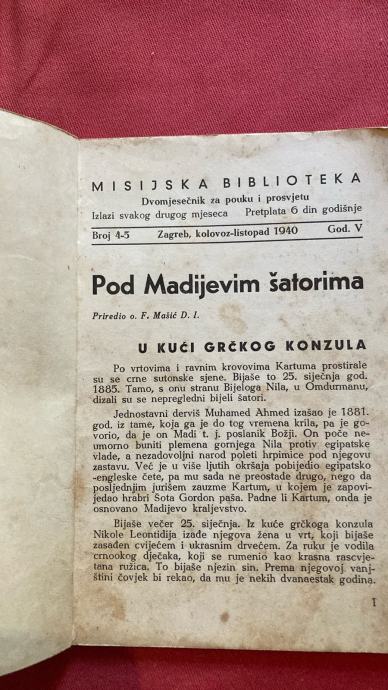 MISIJSKA BIBLIOTEKA
Dvomjesečnik za pouku i prosvjetu
Izlazi svakog drugog mjeseca Pretplata 6 din godišnje
Broj 4-5 Zagreb, kolovoz-listopad 1940 God. V
Pod Madijevim šatorima
Priredio o. F. Mašić D. I.
U KUĆI GRČKOG KONZULA
Po vrtovima i ravnim krovovima Kartuma prostirale
su se crne sutonske sjene. Bijaše to 25. siječnja god.
1885. Tamo, s onu stranu Bijeloga Nila, u Omdurmanu,
dizali su se nepregledni bijeli šatori.
Jednostavni derviš Muhamed Ahmed izašao je 1881.
god. iz tame, koja ga je do tog vremena krila, pa je go-
vorio, da je on Madi t. j. poslanik Božji. On poče ne-
umorno buniti plemena gornjega Nila protiv egipatske
vlade, a nezadovoljni narod poleti hrpimice pod njegovu
zastavu. Već je u više ljutih okršaja pobijedio egipatsko
-engleske čete, pa mu sada ne preostade drugo, nego da
posljednjim jurišem zauzme Kartum, u kojem je zapovi-
jedao hrabri Šota Gordon paša. Padne li Kartum, onda je
osnovano Madijevo kraljevstvo.
Bijaše večer 25. siječnja. Iz kuće grčkoga konzula
Nikole Leontidija izađe njegova žena u vrt, koji bijaše
zasađen cvijećem i ukrasnim drvećem. Za ruku je vodila
crnookog dječaka, koji se rumenio kao krasna rascvje-
tana ružica. To bijaše njezin sin. Prema njegovoj vanj-
štini čovjek bi rekao, da mu je nekih dvanaestak godina.
1